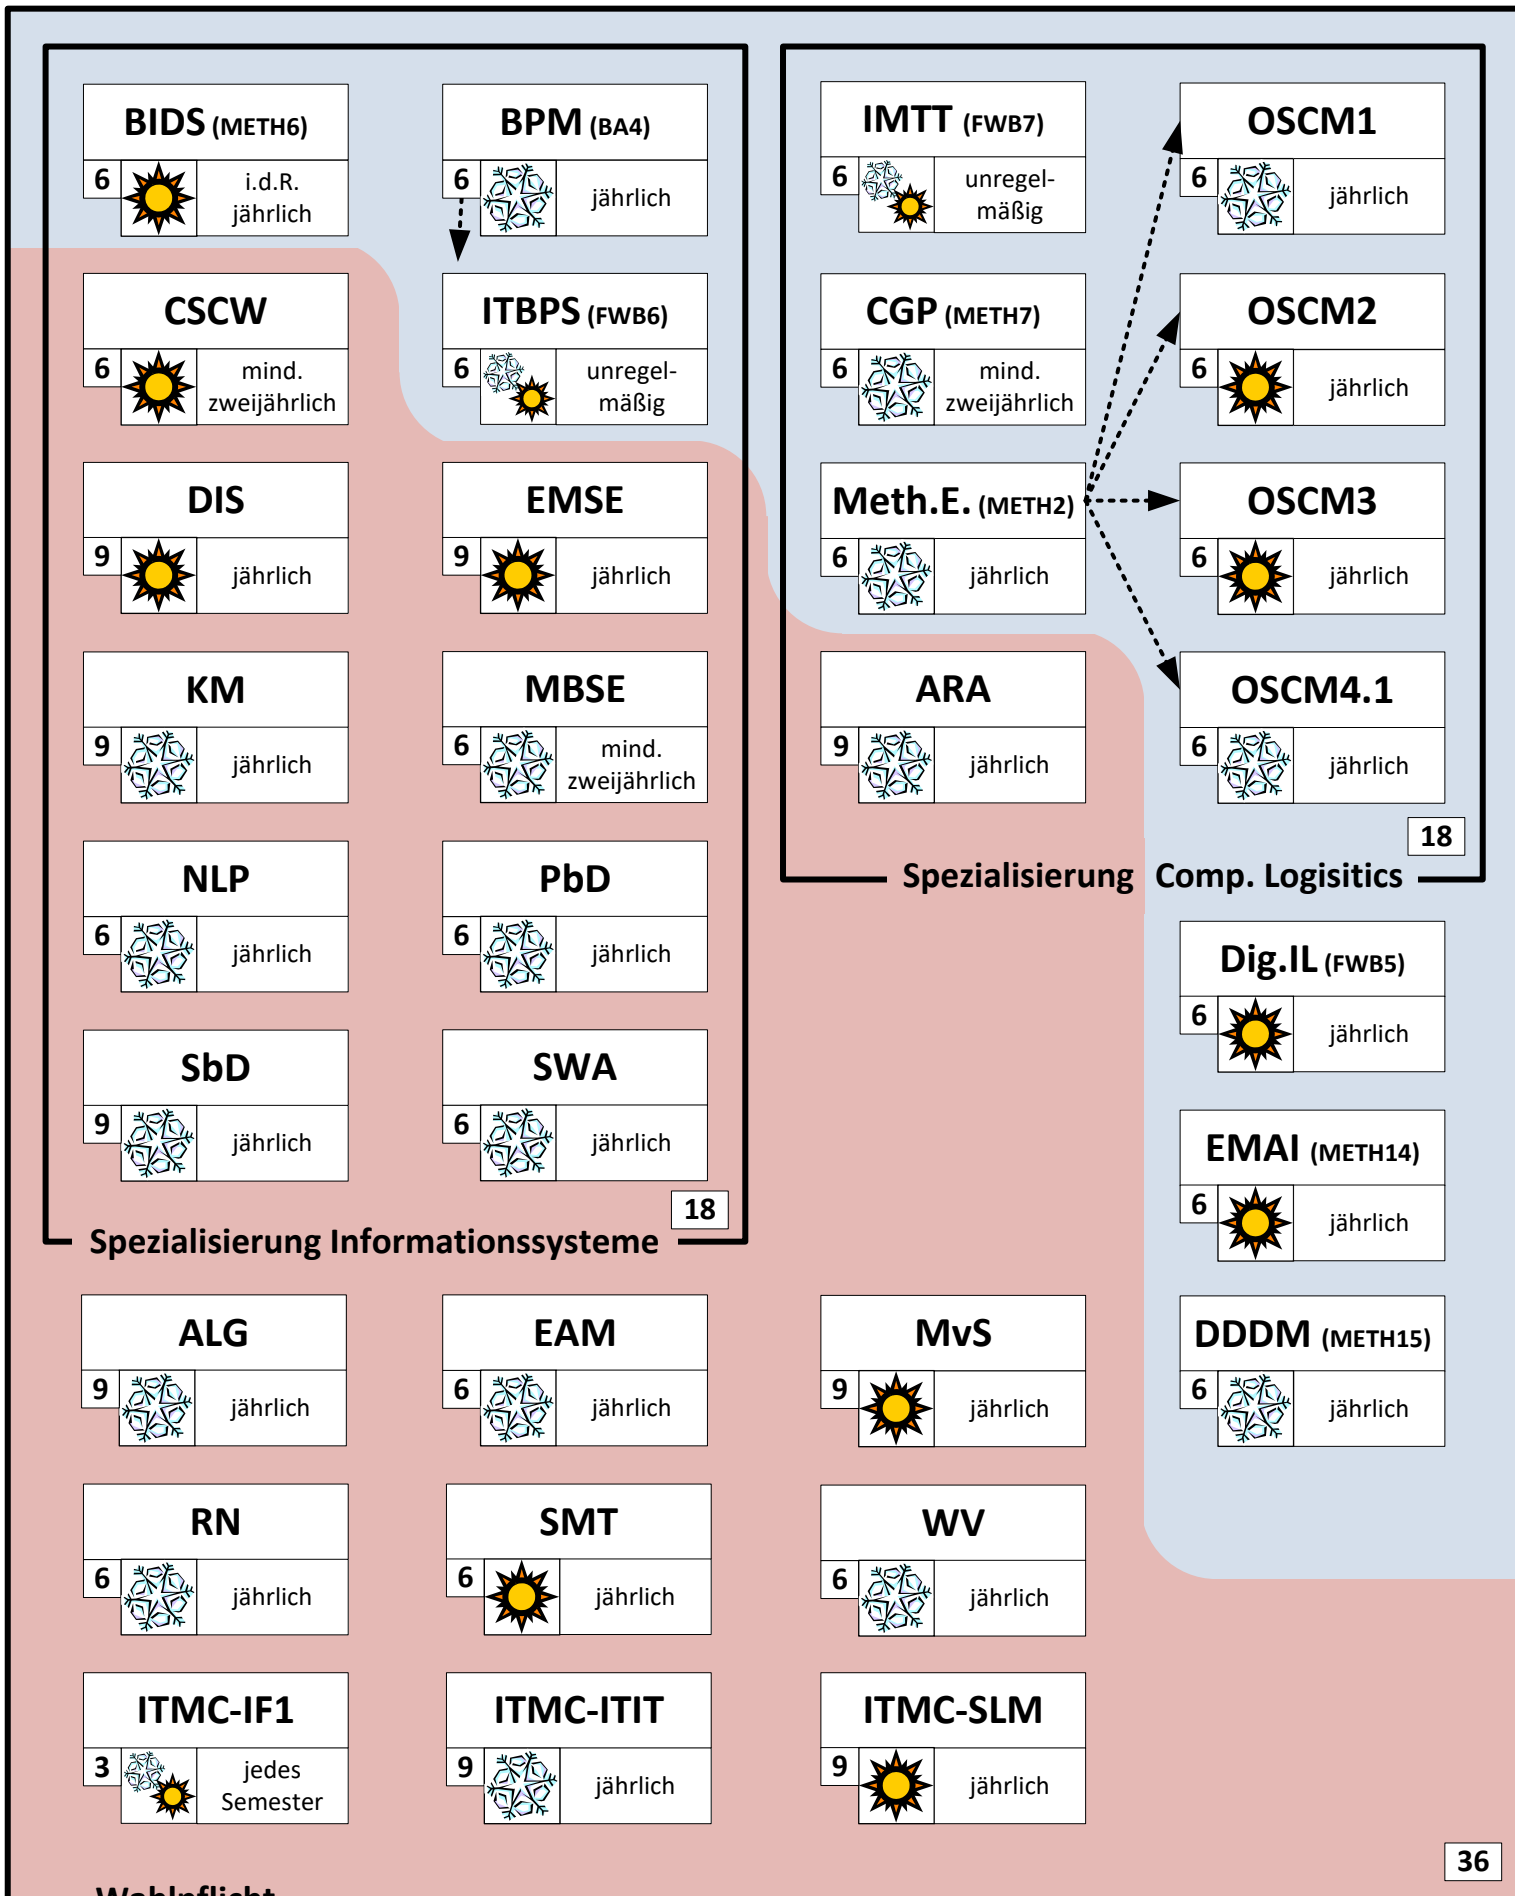 BIDS (METH6)
6
i.d.R.
jährlich
BPM (BA4)
6
jährlich
IMTT (FWB7)
6
unregel-
mäßig
OSCM1
6
jährlich
CSCW
6
mind.
zweijährlich
ITBPS (FWB6)
6
unregel-
mäßig
CGP (METH7)
6
mind.
zweijährlich
OSCM2
6
jährlich
DIS
9
jährlich
EMSE
9
jährlich
Meth.E. (METH2)
6
jährlich
OSCM3
6
jährlich
KM
9
jährlich
MBSE
6
mind.
zweijährlich
ARA
9
jährlich
OSCM4.1
6
jährlich
18
Spezialisierung Comp. Logisitics
NLP
6
jährlich
PbD
6
jährlich
Dig.IL (FWB5)
6
jährlich
SbD
9
jährlich
SWA
6
jährlich
18
Spezialisierung Informationssysteme
EMAI (METH14)
6
jährlich
ALG
9
jährlich
EAM
6
jährlich
MvS
9
jährlich
DDDM (METH15)
6
jährlich
RN
6
jährlich
SMT
6
jährlich
WV
6
jährlich
ITMC-IF1
3
jedes
Semester
ITMC-ITIT
9
jährlich
ITMC-SLM
9
jährlich
36
Wahlpflicht